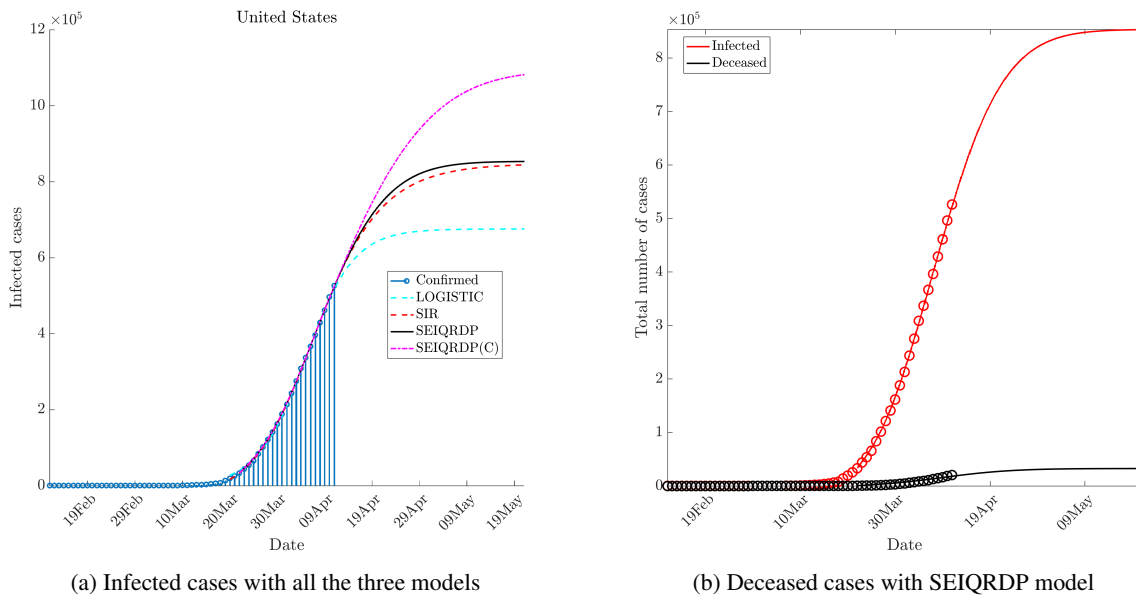 United States
×10⁵
12
10
8
6
4
2
0
Infected cases
19Feb
29Feb
10Mar
20Mar
30Mar
09Apr
19Apr
29Apr
09May
19May
Date
Confirmed
LOGISTIC
SIR
SEIQRDP
SEIQRDP(C)
(a) Infected cases with all the three models
×10⁵
8
7
6
5
4
3
2
1
0
Total number of cases
Infected
Deceased
19Feb
10Mar
30Mar
19Apr
09May
Date
(b) Deceased cases with SEIQRDP model